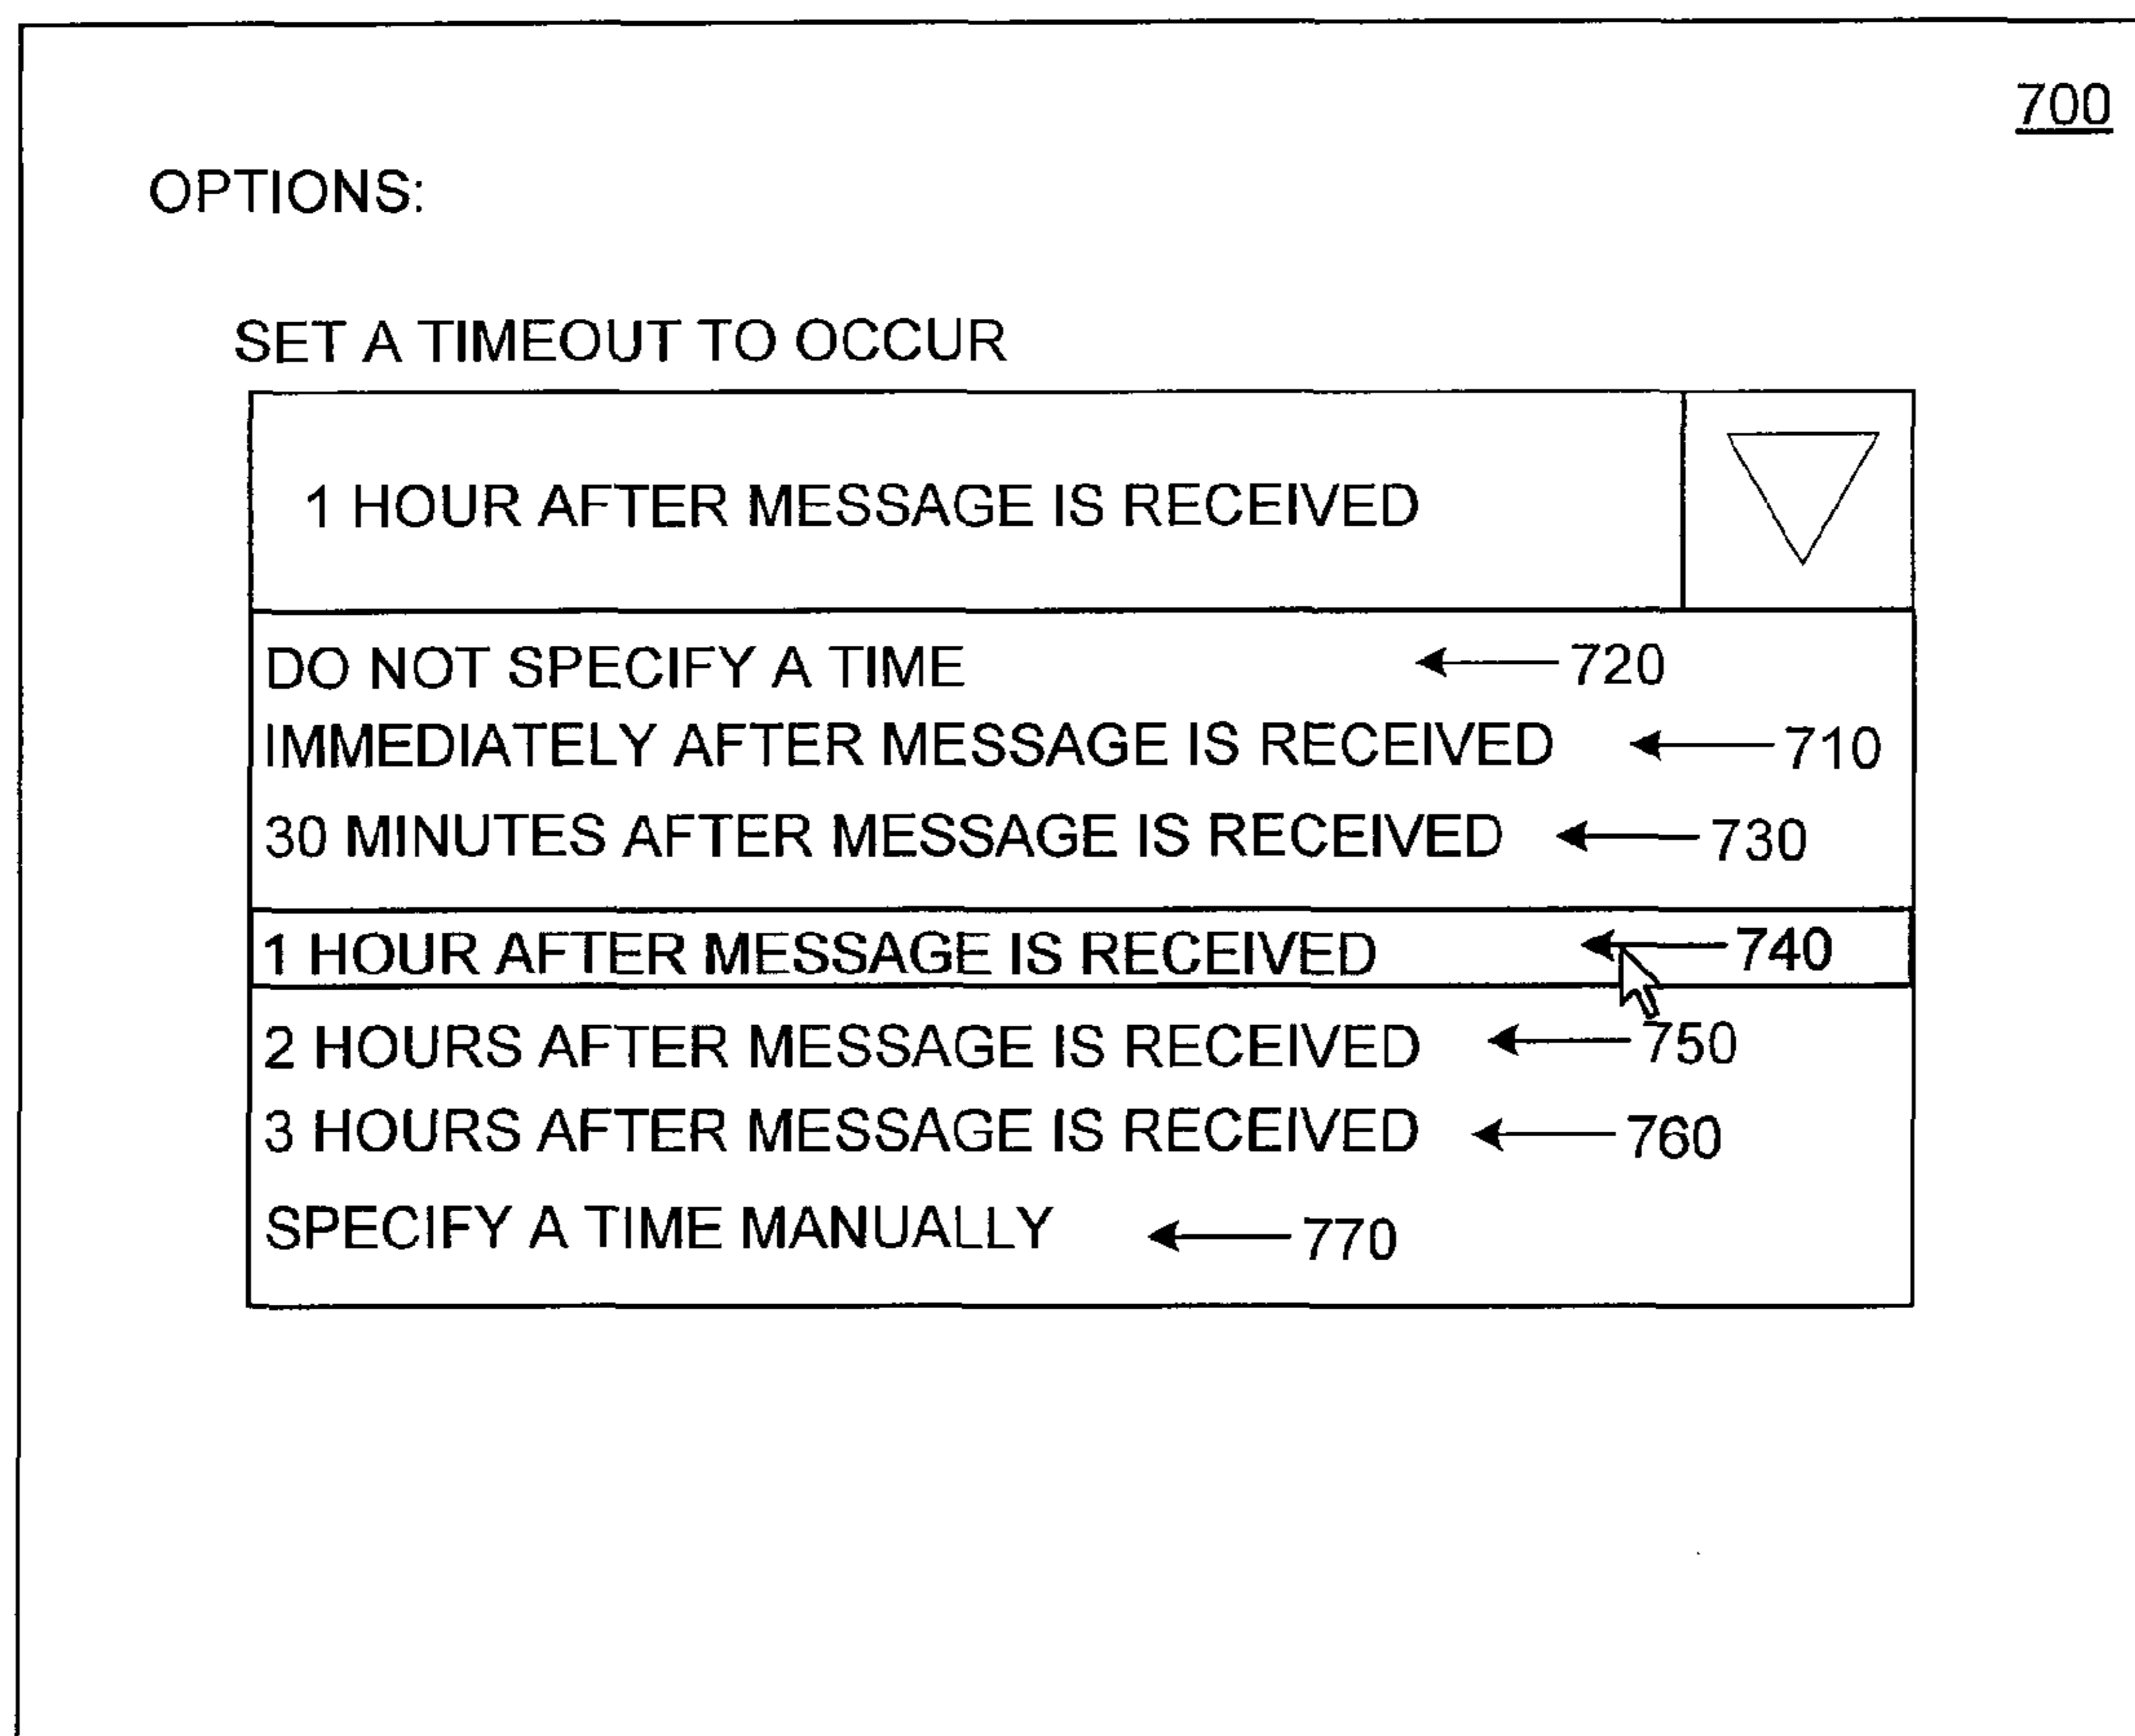 700
OPTIONS:
SET A TIMEOUT TO OCCUR
1 HOUR AFTER MESSAGE IS RECEIVED
DO NOT SPECIFY A TIME 720
IMMEDIATELY AFTER MESSAGE IS RECEIVED 710
30 MINUTES AFTER MESSAGE IS RECEIVED 730
1 HOUR AFTER MESSAGE IS RECEIVED 740
2 HOURS AFTER MESSAGE IS RECEIVED 750
3 HOURS AFTER MESSAGE IS RECEIVED 760
SPECIFY A TIME MANUALLY 770